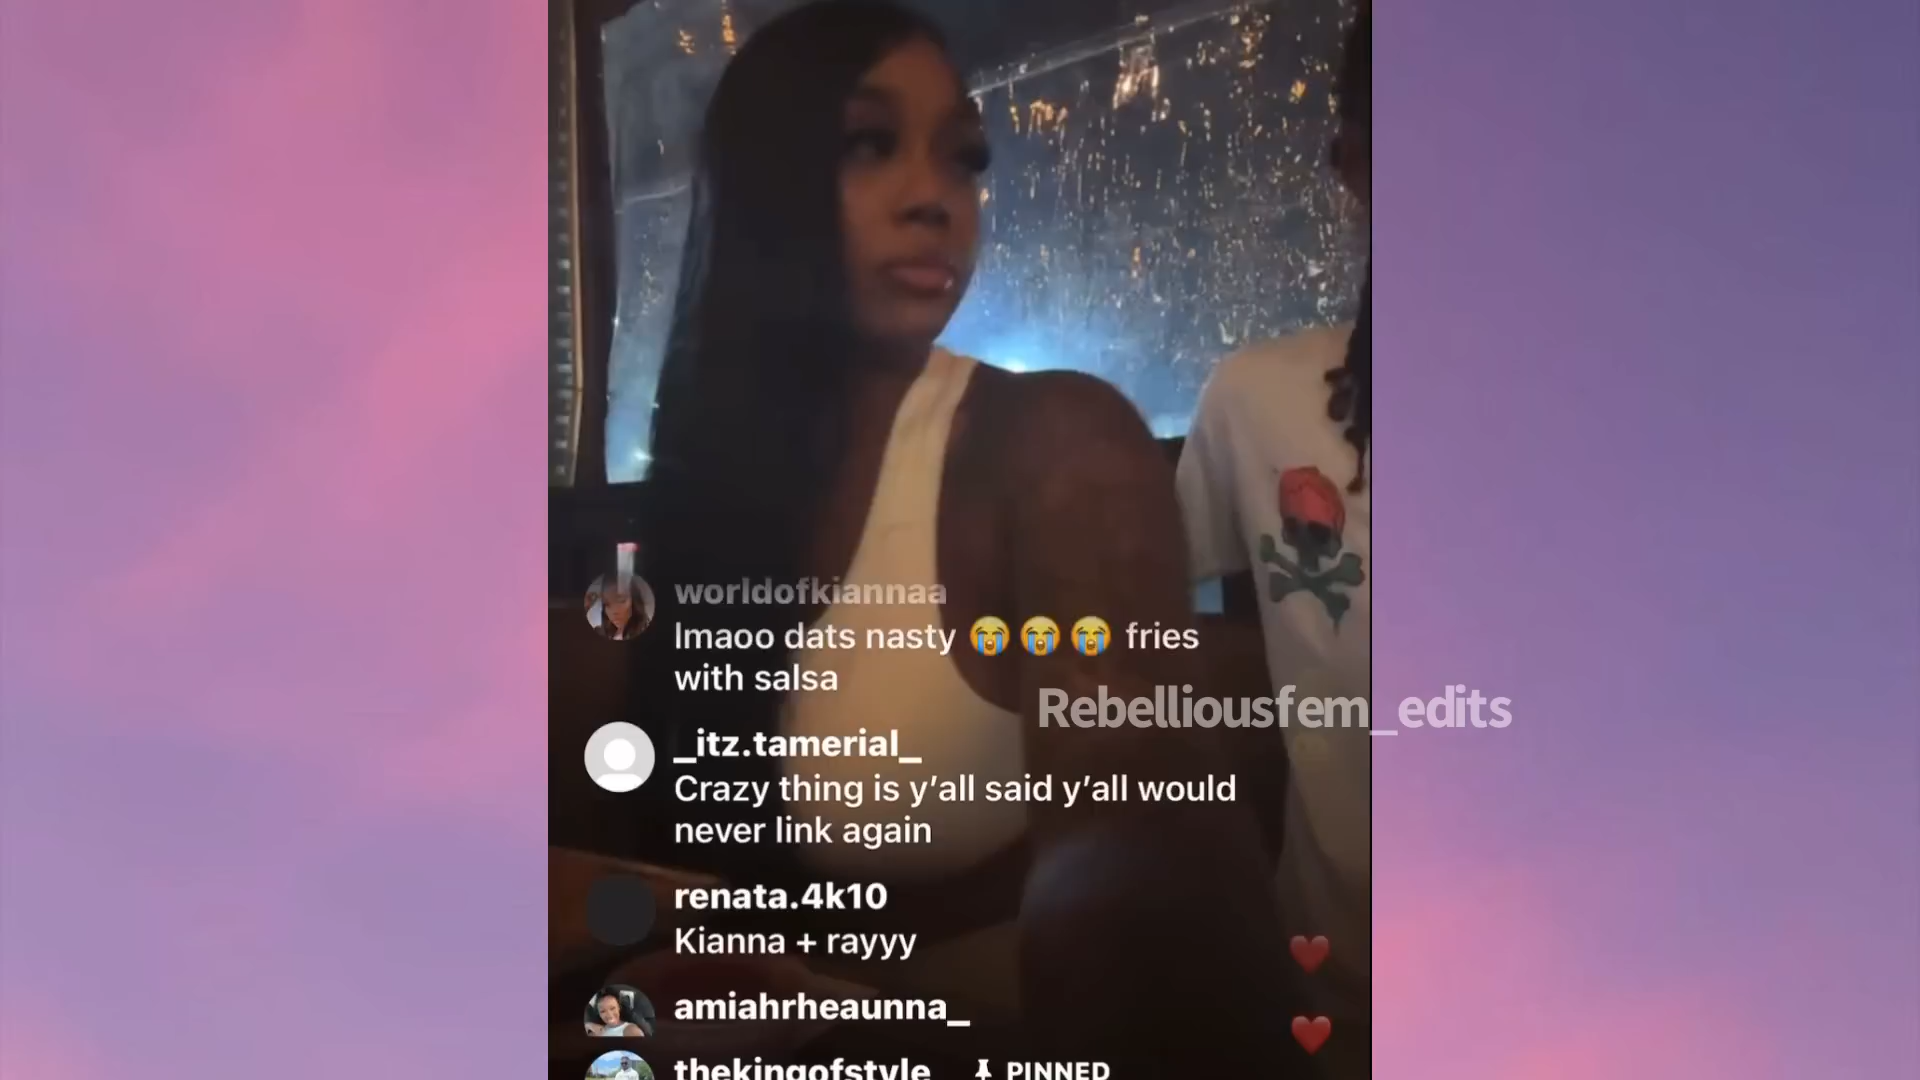 worldofkiannaa
lmaoo dats nasty 😭😭😭 fries
with salsa
Rebelliousfem_edits
_itz.tamerial_
Crazy thing is y’all said y’all would
never link again
renata.4k10
Kianna + rayyy
amiahrheaunna_
thekingofstyle PINNED